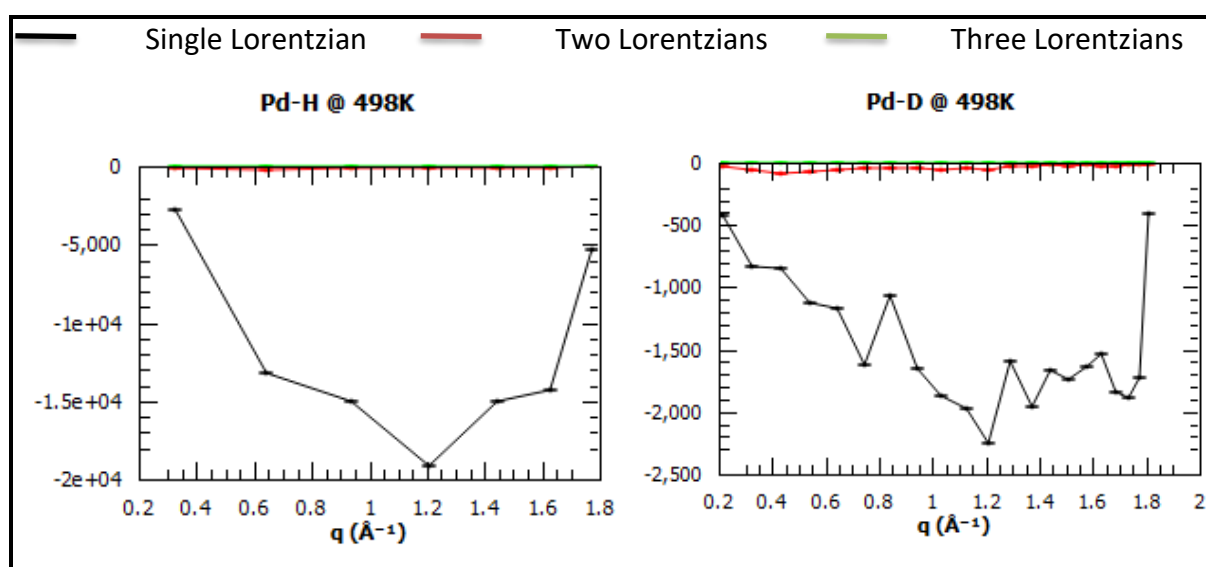 Single Lorentzian Two Lorentzians Three Lorentzians
Pd-H @ 498K
0
-5,000
-1e+04
-1.5e+04
-2e+04
0.2 0.4 0.6 0.8 1 1.2 1.4 1.6 1.8
q (Å⁻¹)
Pd-D @ 498K
0
-500
-1,000
-1,500
-2,000
-2,500
0.2 0.4 0.6 0.8 1 1.2 1.4 1.6 1.8 2
q (Å⁻¹)